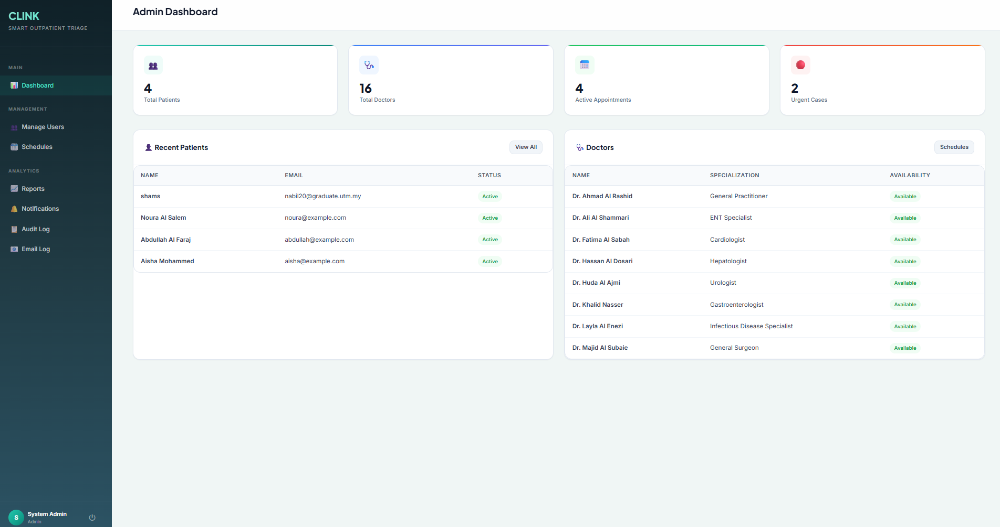 CLINK
SMART OUTPATIENT TRIAGE
MAIN
Dashboard
MANAGEMENT
Manage Users
Schedules
ANALYTICS
Reports
Notifications
Audit Log
Email Log
S
System Admin
Admin
Admin Dashboard
4
Total Patients
16
Total Doctors
4
Active Appointments
2
Urgent Cases
Recent Patients
View All
NAME EMAIL STATUS
shams nabil20@graduate.utm.my Active
Noura Al Salem noura@example.com Active
Abdullah Al Faraj abdullah@example.com Active
Aisha Mohammed aisha@example.com Active
Doctors
Schedules
NAME SPECIALIZATION AVAILABILITY
Dr. Ahmad Al Rashid General Practitioner Available
Dr. Ali Al Shammari ENT Specialist Available
Dr. Fatima Al Sabah Cardiologist Available
Dr. Hassan Al Dosari Hepatologist Available
Dr. Huda Al Ajmi Urologist Available
Dr. Khalid Nasser Gastroenterologist Available
Dr. Layla Al Enezi Infectious Disease Specialist Available
Dr. Majid Al Subaie General Surgeon Available